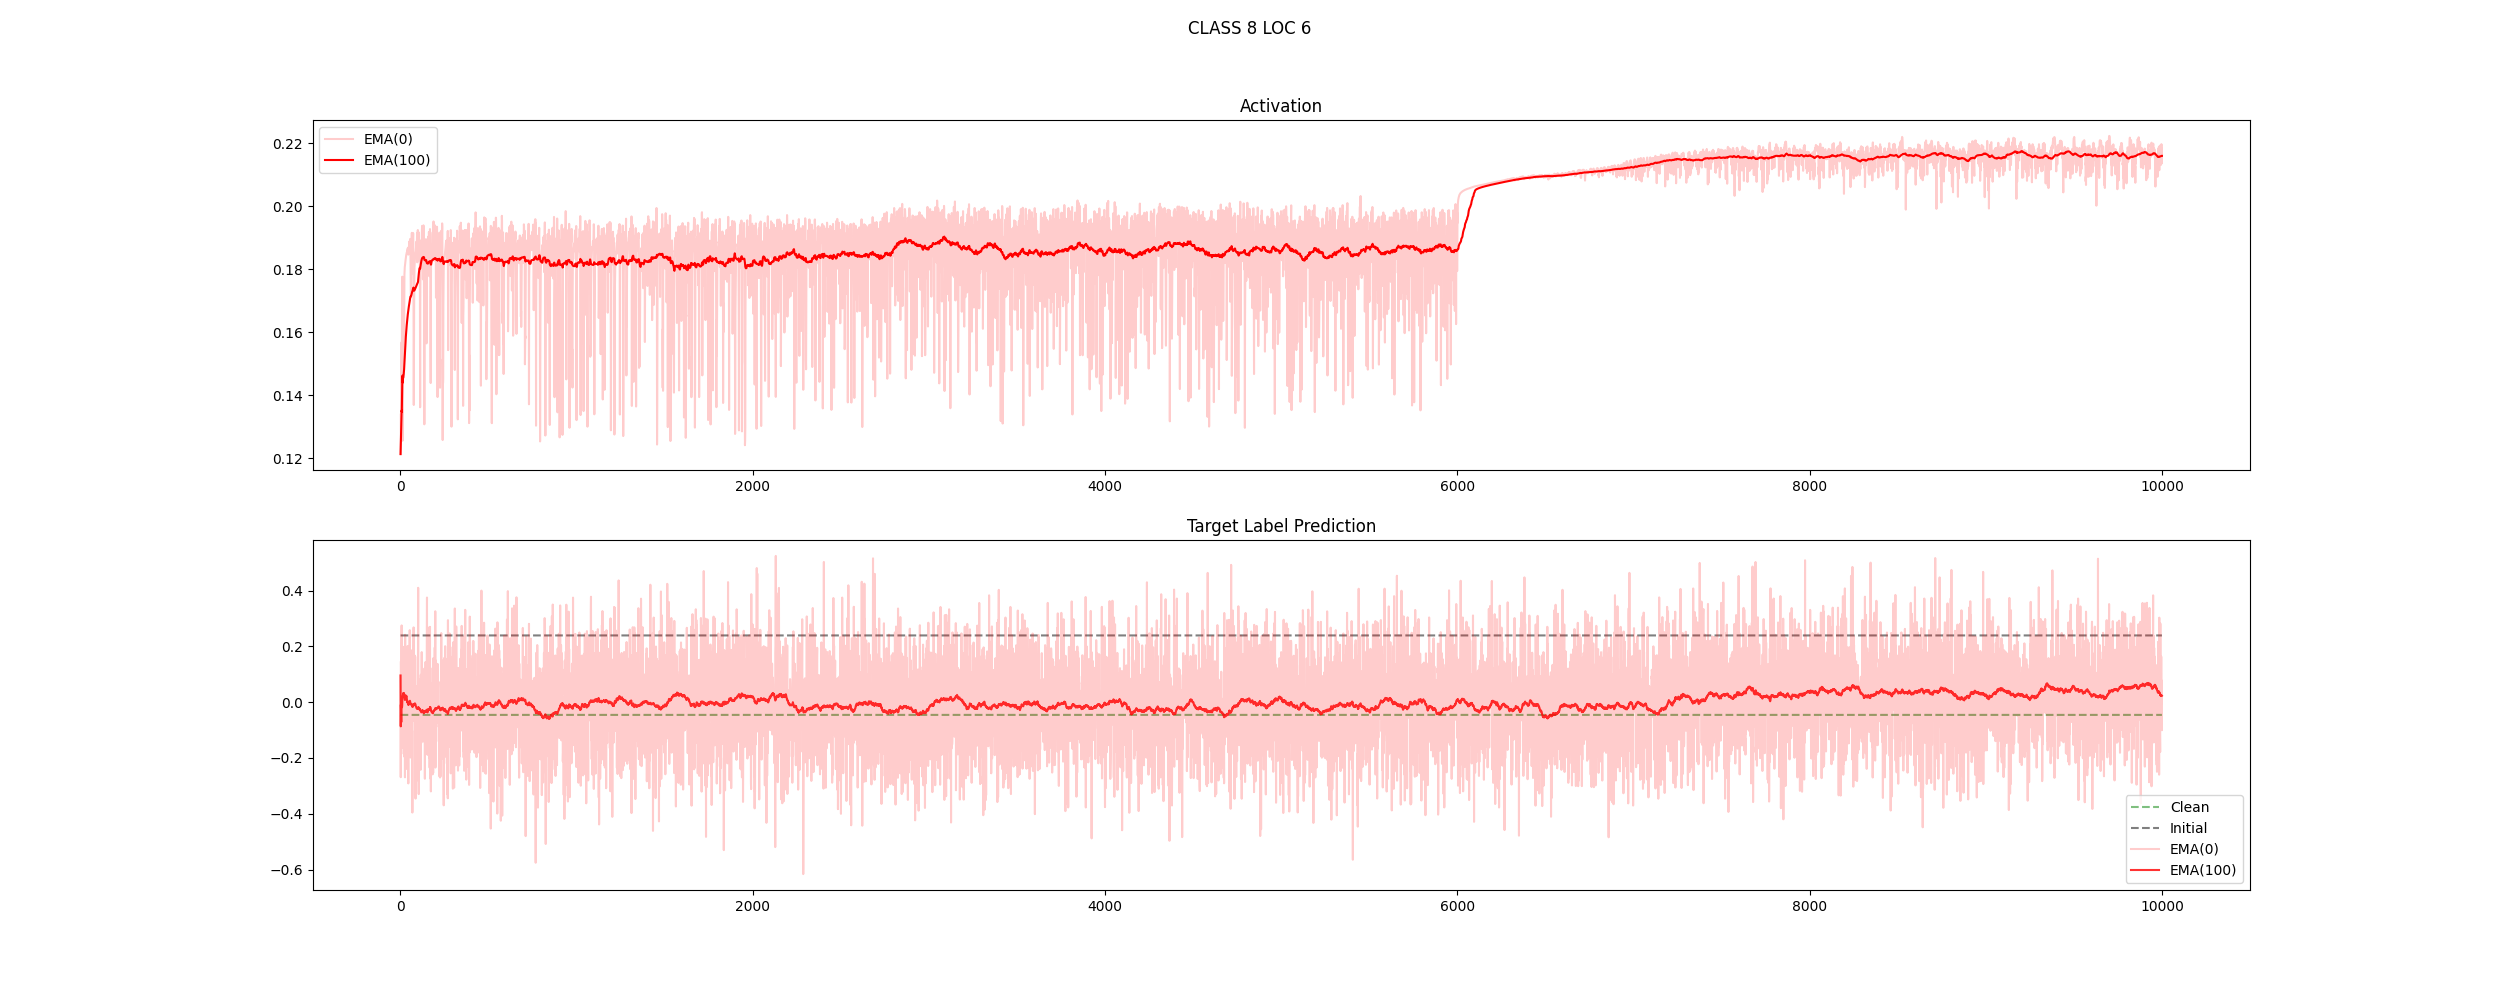 CLASS 8 LOC 6
Activation
EMA(0)
EMA(100)
0.22
0.20
0.18
0.16
0.14
0.12
0
2000
4000
6000
8000
10000
Target Label Prediction
0.4
0.2
0.0
−0.2
−0.4
−0.6
Clean
Initial
EMA(0)
EMA(100)
0
2000
4000
6000
8000
10000